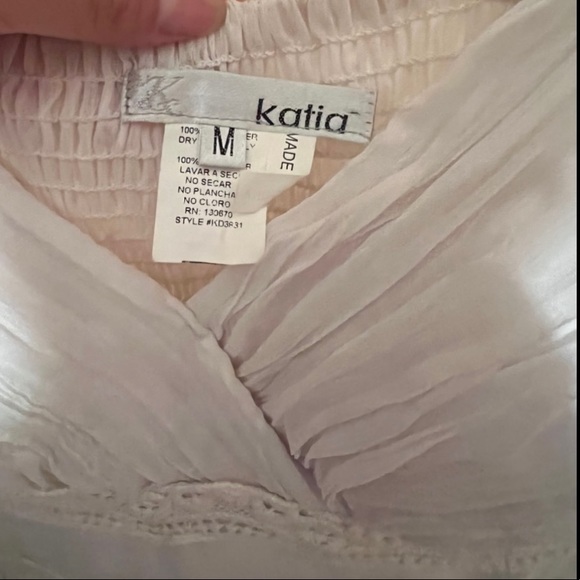 katia
M
MADE
100%
DRY
100%
LAVAR A SEC
NO SECAR
NO PLANCHA
NO CLORO
RN: 130670
STYLE #KD3831